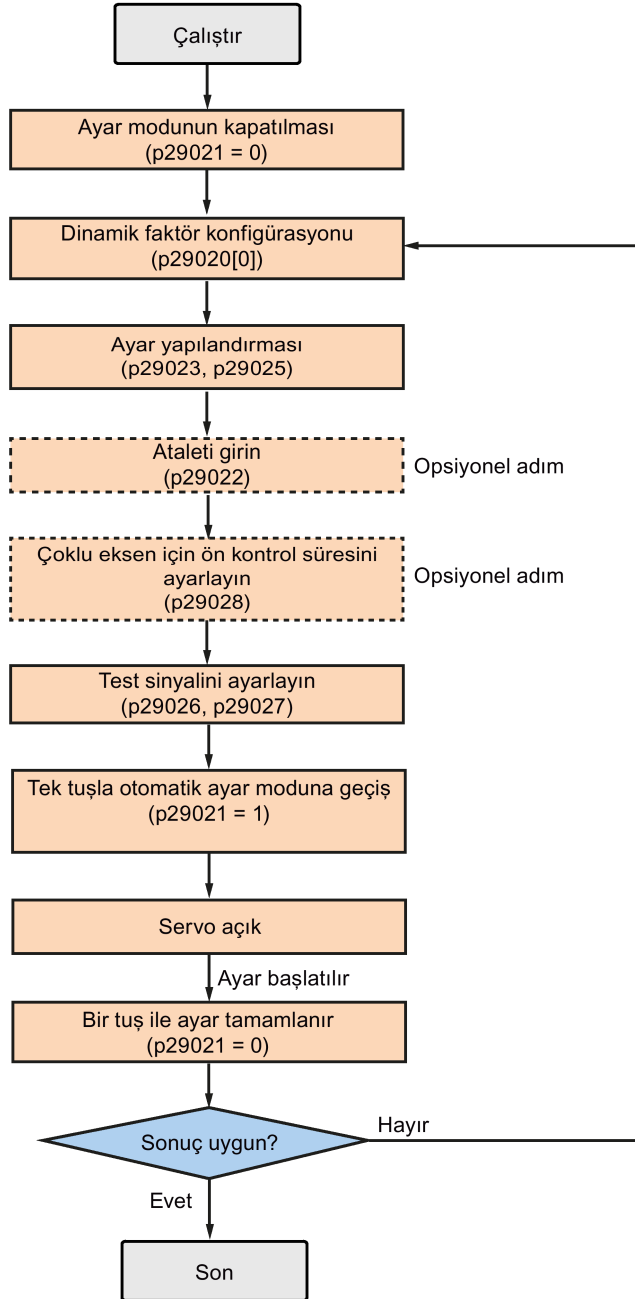 Çalıştır
Ayar modunun kapatılması
(p29021 = 0)
Dinamik faktör konfigürasyonu
(p29020[0])
Ayar yapılandırması
(p29023, p29025)
Ataleti girin
(p29022)
Opsiyonel adım
Çoklu eksen için ön kontrol süresini
ayarlayın
(p29028)
Opsiyonel adım
Test sinyalini ayarlayın
(p29026, p29027)
Tek tuşla otomatik ayar moduna geçiş
(p29021 = 1)
Servo açık
Ayar başlatılır
Bir tuş ile ayar tamamlanır
(p29021 = 0)
Sonuç uygun?
Hayır
Evet
Son